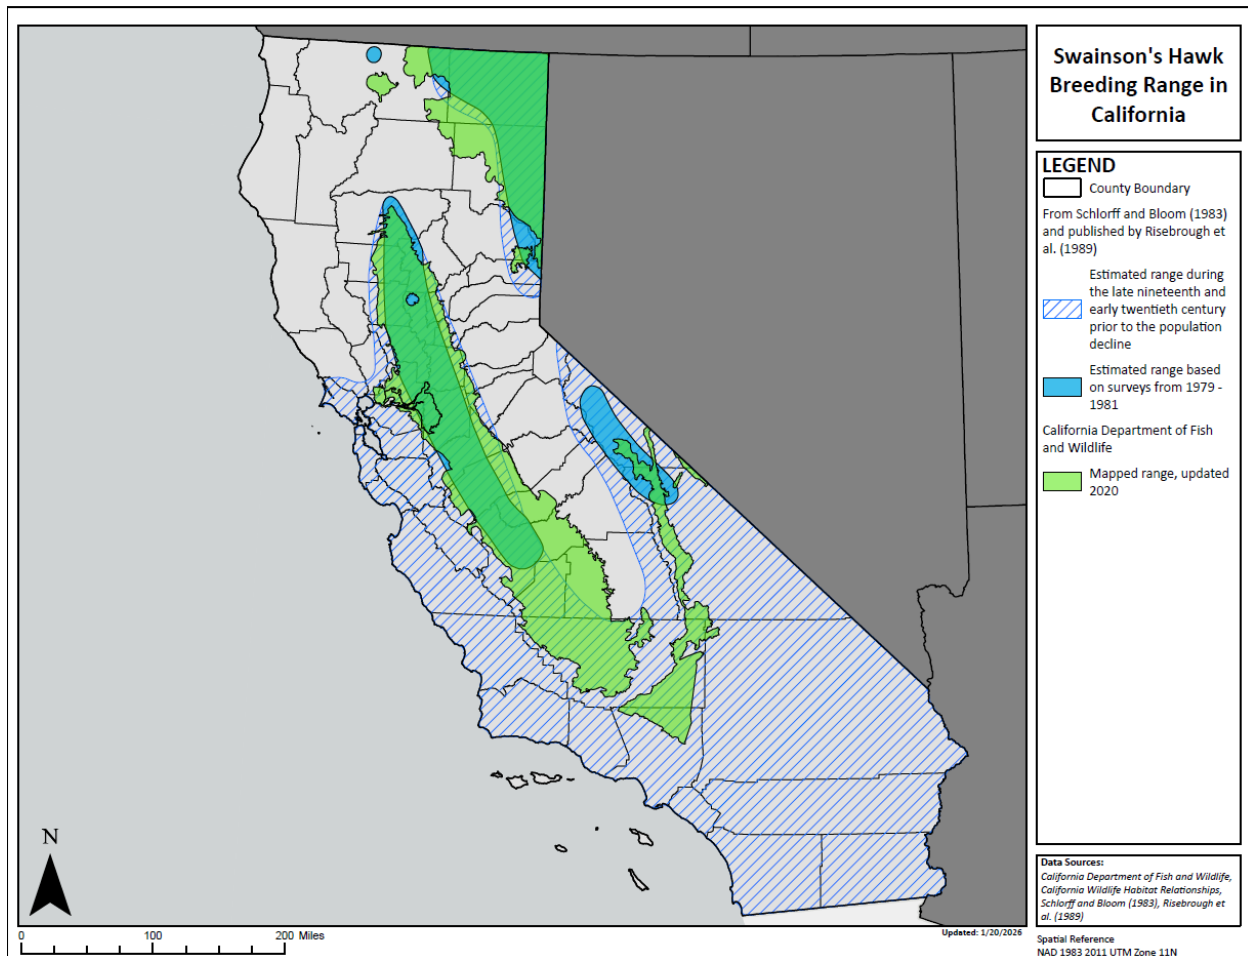 Swainson's Hawk
Breeding Range in
California
LEGEND
County Boundary
From Schlorff and Bloom (1983)
and published by Risebrough et
al. (1989)
Estimated range during
the late nineteenth and
early twentieth century
prior to the population
decline
Estimated range based
on surveys from 1979 -
1981
California Department of Fish
and Wildlife
Mapped range, updated
2020
N
0 100 200 Miles
Updated: 1/20/2026
Data Sources:
California Department of Fish and Wildlife,
California Wildlife Habitat Relationships,
Schlorff and Bloom (1983), Risebrough et
al. (1989)
Spatial Reference
NAD 1983 2011 UTM Zone 11N